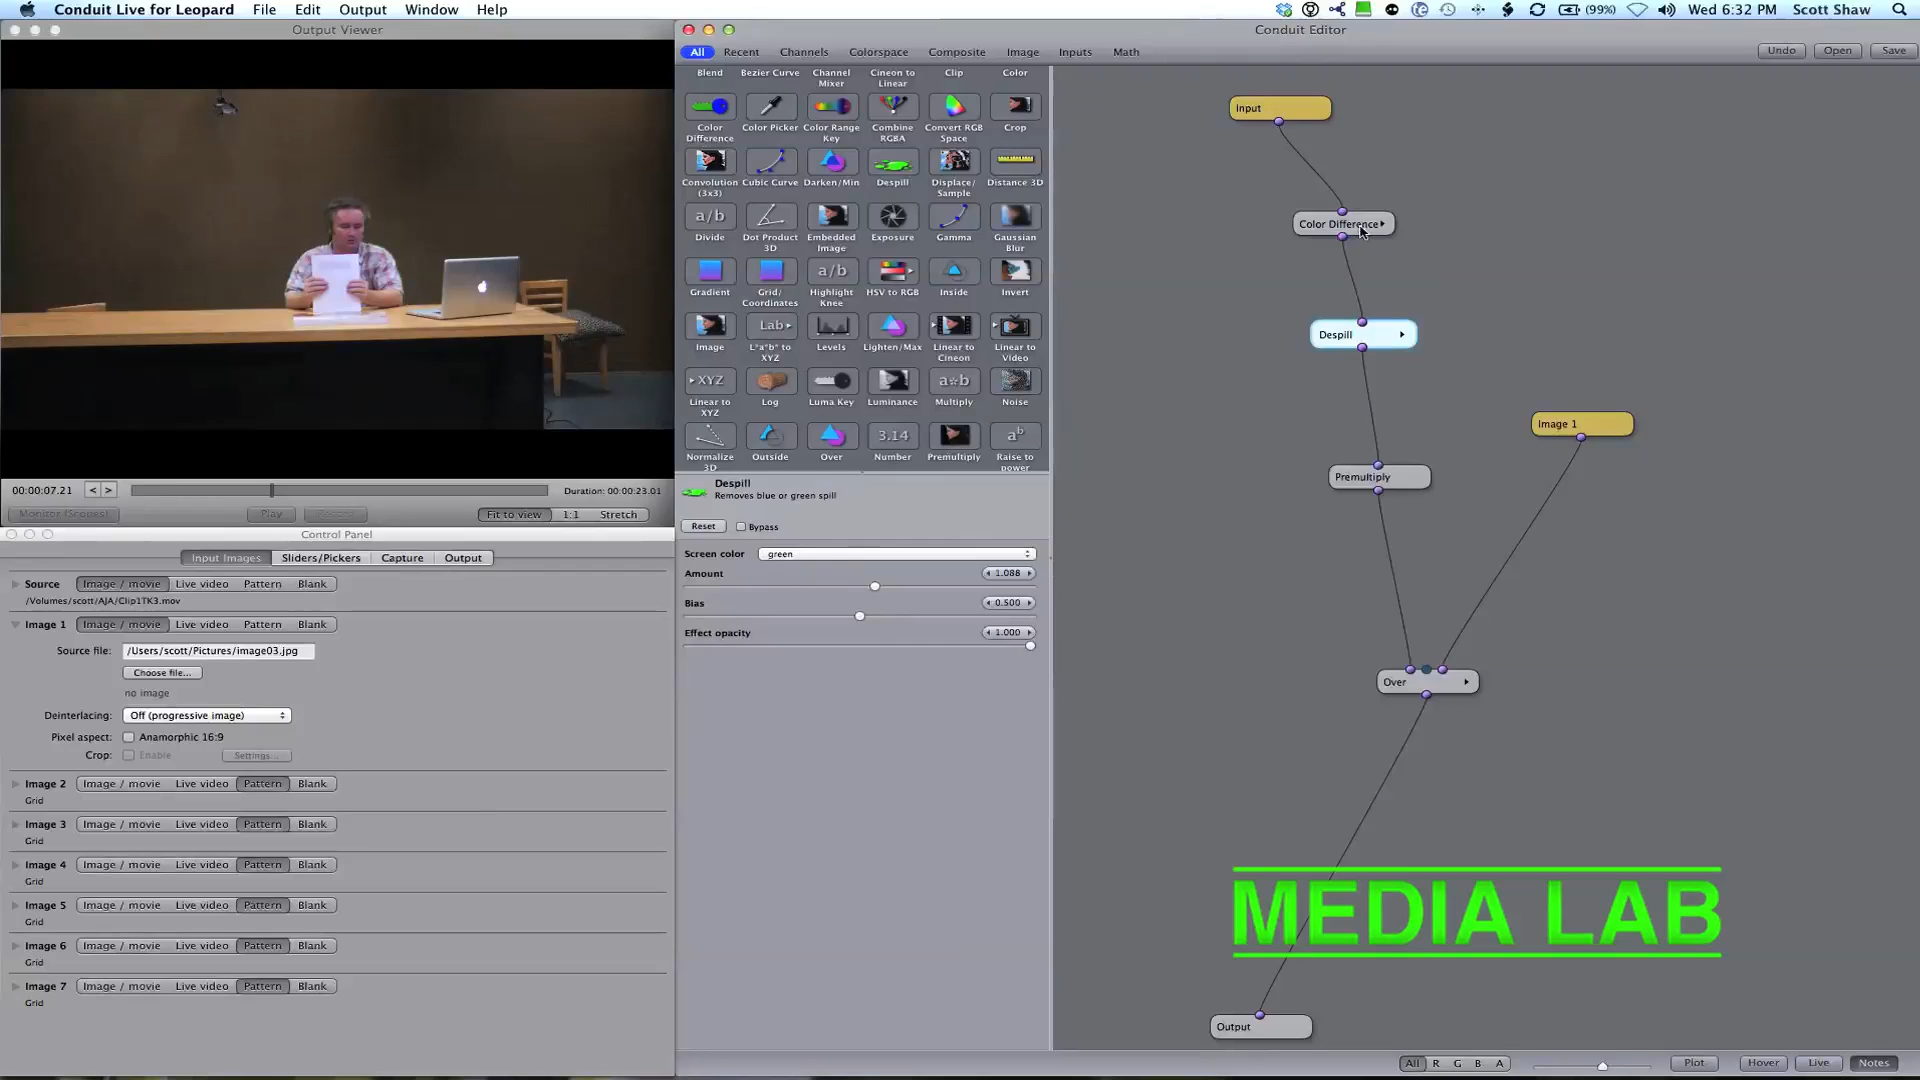 Conduit Live for Leopard File Edit Output Window Help (99%) Wed 6:32 PM Scott Shaw
Output Viewer
Conduit Editor
All Recent Channels Colorspace Composite Image Inputs Math Undo Open Save
Blend Bezier Curve Channel Mixer Cineon to Linear Clip Color
Color Difference Color Picker Color Range Key Combine RGBA Convert RGB Space Crop
Convolution (3x3) Cubic Curve Darken/Min Despill Displace/Sample Distance 3D
a/b
Divide Dot Product 3D Embedded Image Exposure Gamma Gaussian Blur
a/b
Gradient Grid/Coordinates Highlight Knee HSV to RGB Inside Invert
Lab
Image L*a*b* to XYZ Levels Lighten/Max Linear to Cineon Linear to Video
XYZ a☆b
Linear to XYZ Log Luma Key Luminance Multiply Noise
3.14 ab
Normalize 3D Outside Over Number Premultiply Raise to power
Despill
Removes blue or green spill
Reset Bypass
Screen color green
Amount 1.088
Bias 0.500
Effect opacity 1.000
Input
Color Difference
Despill
Image 1
Premultiply
Over
MEDIA LAB
Output
All R G B A Plot Hover Live Notes
00:00:07.21 < > Duration: 00:00:23.01
Monitor (Scopes) Play Record Fit to view 1:1 Stretch
Control Panel
Input Images Sliders/Pickers Capture Output
Source Image / movie Live video Pattern Blank
/Volumes/scott/AJA/Clip1TK3.mov
Image 1 Image / movie Live video Pattern Blank
Source file: /Users/scott/Pictures/image03.jpg
Choose file...
no image
Deinterlacing: Off (progressive image)
Pixel aspect: Anamorphic 16:9
Crop: Enable Settings...
Image 2 Image / movie Live video Pattern Blank
Grid
Image 3 Image / movie Live video Pattern Blank
Grid
Image 4 Image / movie Live video Pattern Blank
Grid
Image 5 Image / movie Live video Pattern Blank
Grid
Image 6 Image / movie Live video Pattern Blank
Grid
Image 7 Image / movie Live video Pattern Blank
Grid